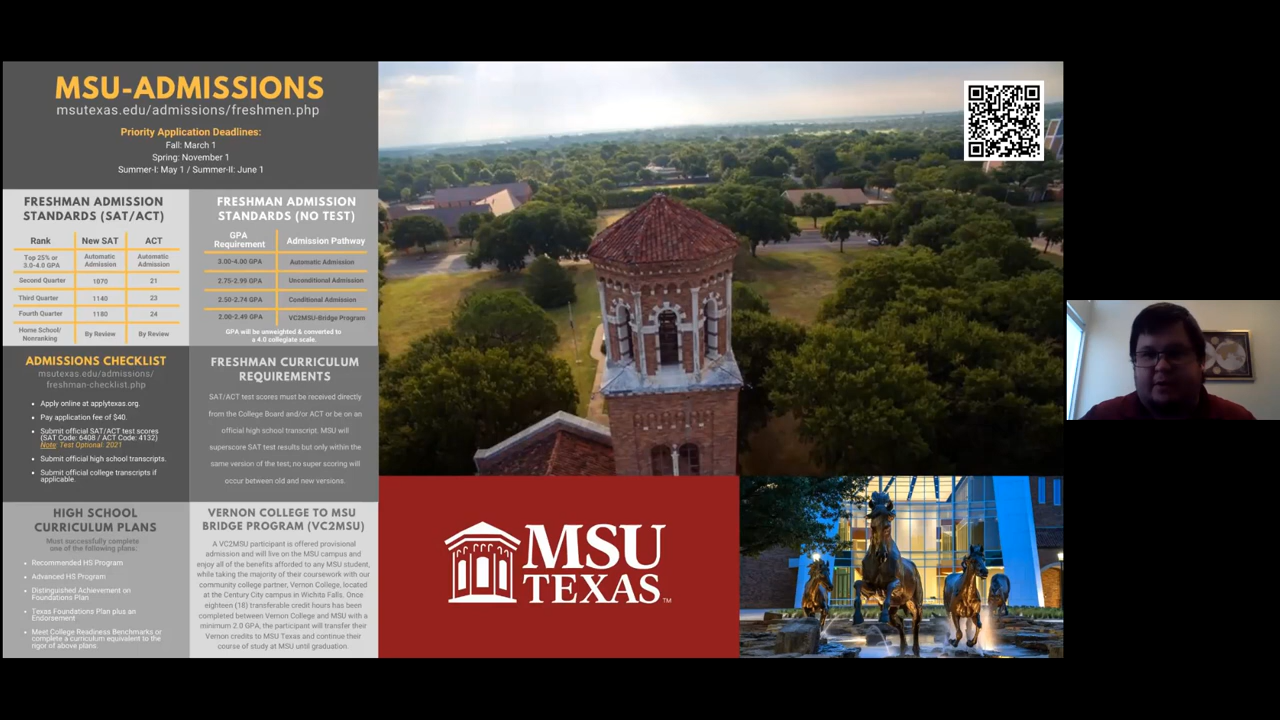 MSU-ADMISSIONS
msutexas.edu/admissions/freshmen.php
Priority Application Deadlines:
Fall: March 1
Spring: November 1
Summer-I: May 1 / Summer-II: June 1
FRESHMAN ADMISSION
STANDARDS (SAT/ACT)
Rank New SAT ACT
Top 25% or
3.0-4.0 GPA
Automatic
Admission
Automatic
Admission
Second Quarter 1070 21
Third Quarter 1140 23
Fourth Quarter 1180 24
Home School/
Nonranking
By Review By Review
FRESHMAN ADMISSION
STANDARDS (NO TEST)
GPA
Requirement
Admission Pathway
3.00-4.00 GPA Automatic Admission
2.75-2.99 GPA Unconditional Admission
2.50-2.74 GPA Conditional Admission
2.00-2.49 GPA VC2MSU-Bridge Program
GPA will be unweighted & converted to
a 4.0 collegiate scale.
ADMISSIONS CHECKLIST
msutexas.edu/admissions/
freshman-checklist.php
• Apply online at applytexas.org.
• Pay application fee of $40.
• Submit official SAT/ACT test scores
(SAT Code: 6408 / ACT Code: 4132)
Note: Test Optional: 2021
• Submit official high school transcripts.
• Submit official college transcripts if
applicable.
FRESHMAN CURRICULUM
REQUIREMENTS
SAT/ACT test scores must be received directly
from the College Board and/or ACT or be on an
official high school transcript. MSU will
superscore SAT test results but only within the
same version of the test; no super scoring will
occur between old and new versions.
HIGH SCHOOL
CURRICULUM PLANS
Must successfully complete
one of the following plans:
• Recommended HS Program
• Advanced HS Program
• Distinguished Achievement on
Foundations Plan
• Texas Foundations Plan plus an
Endorsement
• Meet College Readiness Benchmarks or
complete a curriculum equivalent to the
rigor of above plans.
VERNON COLLEGE TO MSU
BRIDGE PROGRAM (VC2MSU)
A VC2MSU participant is offered provisional
admission and will live on the MSU campus and
enjoy all of the benefits afforded to any MSU student,
while taking the majority of their coursework with our
community college partner, Vernon College, located
at the Century City campus in Wichita Falls. Once
eighteen (18) transferable credit hours has been
completed between Vernon College and MSU with a
minimum 2.0 GPA, the participant will transfer their
Vernon credits to MSU Texas and continue their
course of study at MSU until graduation
MSU
TEXAS™